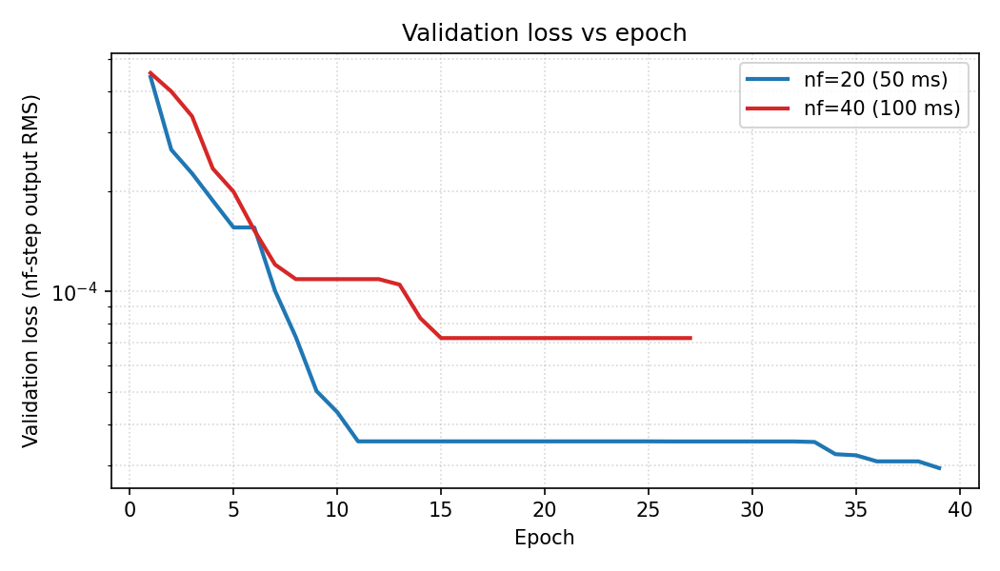 Validation loss vs epoch
nf=20 (50 ms)
nf=40 (100 ms)
Validation loss (nf-step output RMS)
10⁻⁴
0 5 10 15 20 25 30 35 40
Epoch